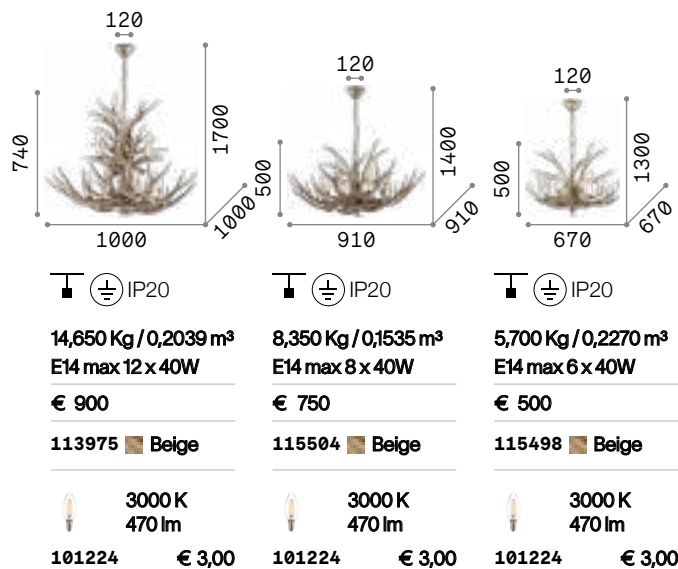 120
740
1700
1000
1000
120
500
1400
910
910
120
500
1300
670
670
IP20
14,650 Kg / 0,2039 m³
E14 max 12 x 40W
€ 900
113975 Beige
3000 K
470 lm
101224 € 3,00
IP20
8,350 Kg / 0,1535 m³
E14 max 8 x 40W
€ 750
115504 Beige
3000 K
470 lm
101224 € 3,00
IP20
5,700 Kg / 0,2270 m³
E14 max 6 x 40W
€ 500
115498 Beige
3000 K
470 lm
101224 € 3,00